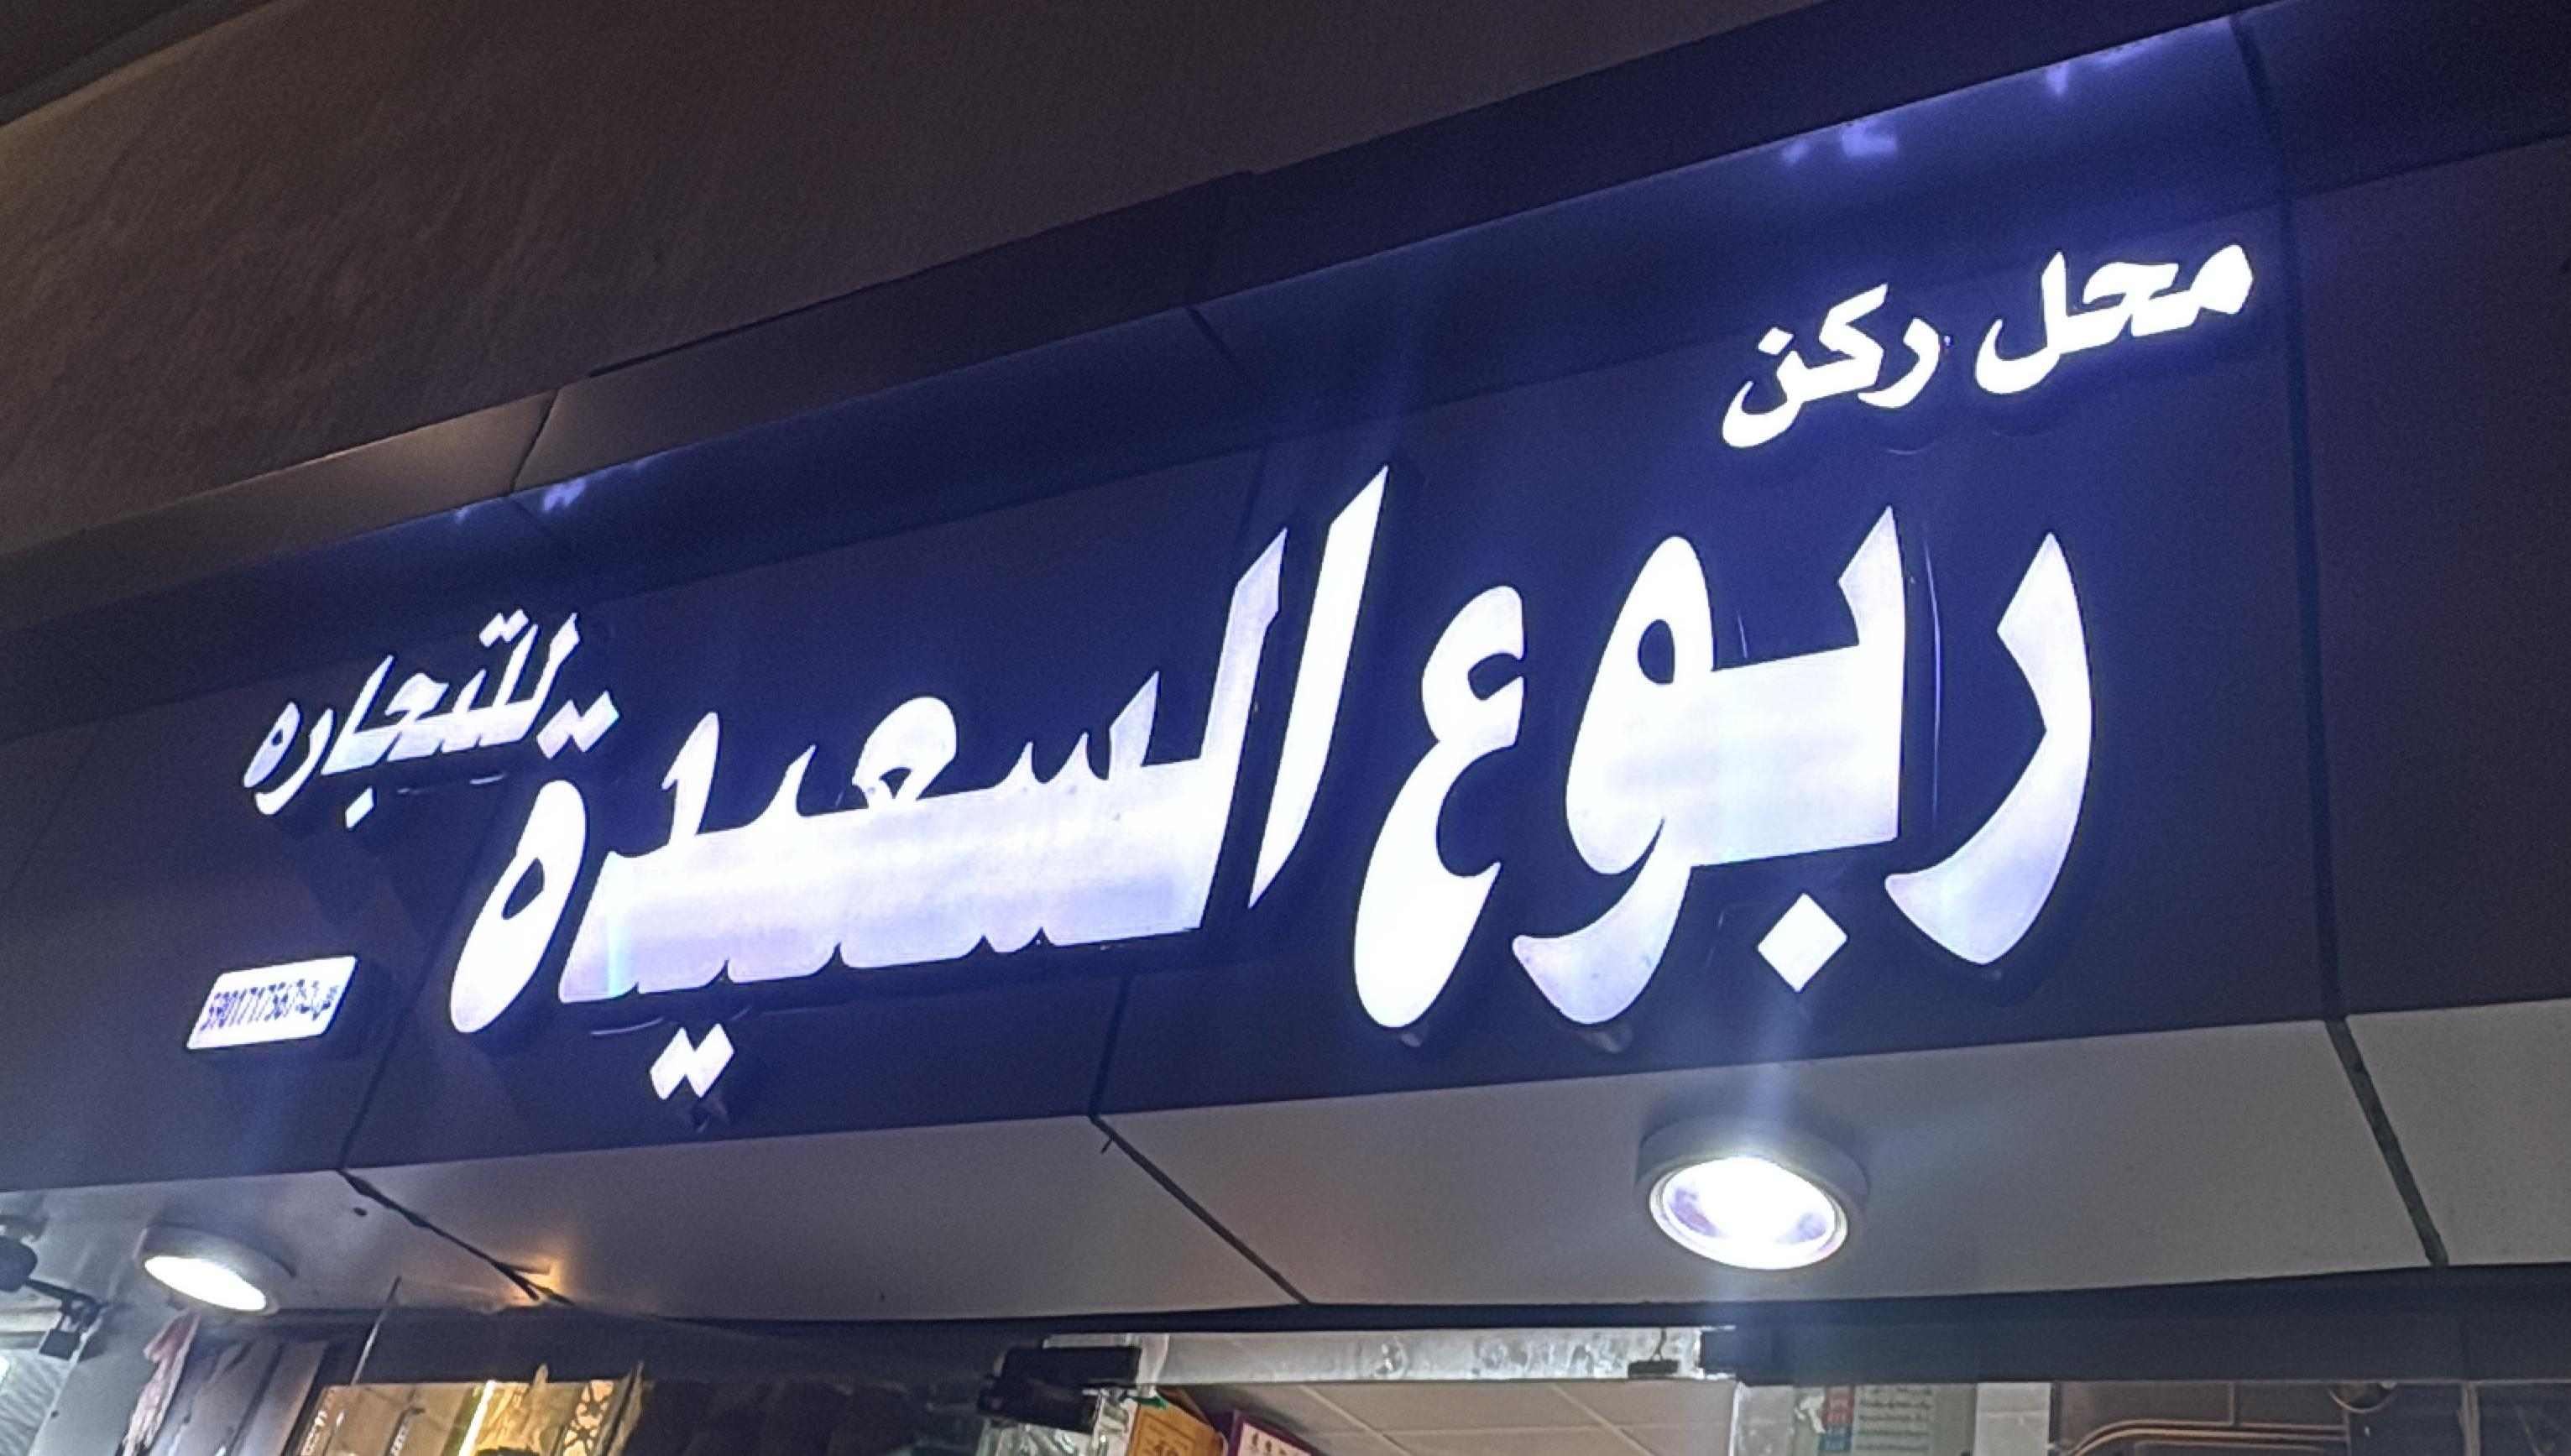 محل ركن
ربوع السعيدة
للتجاره